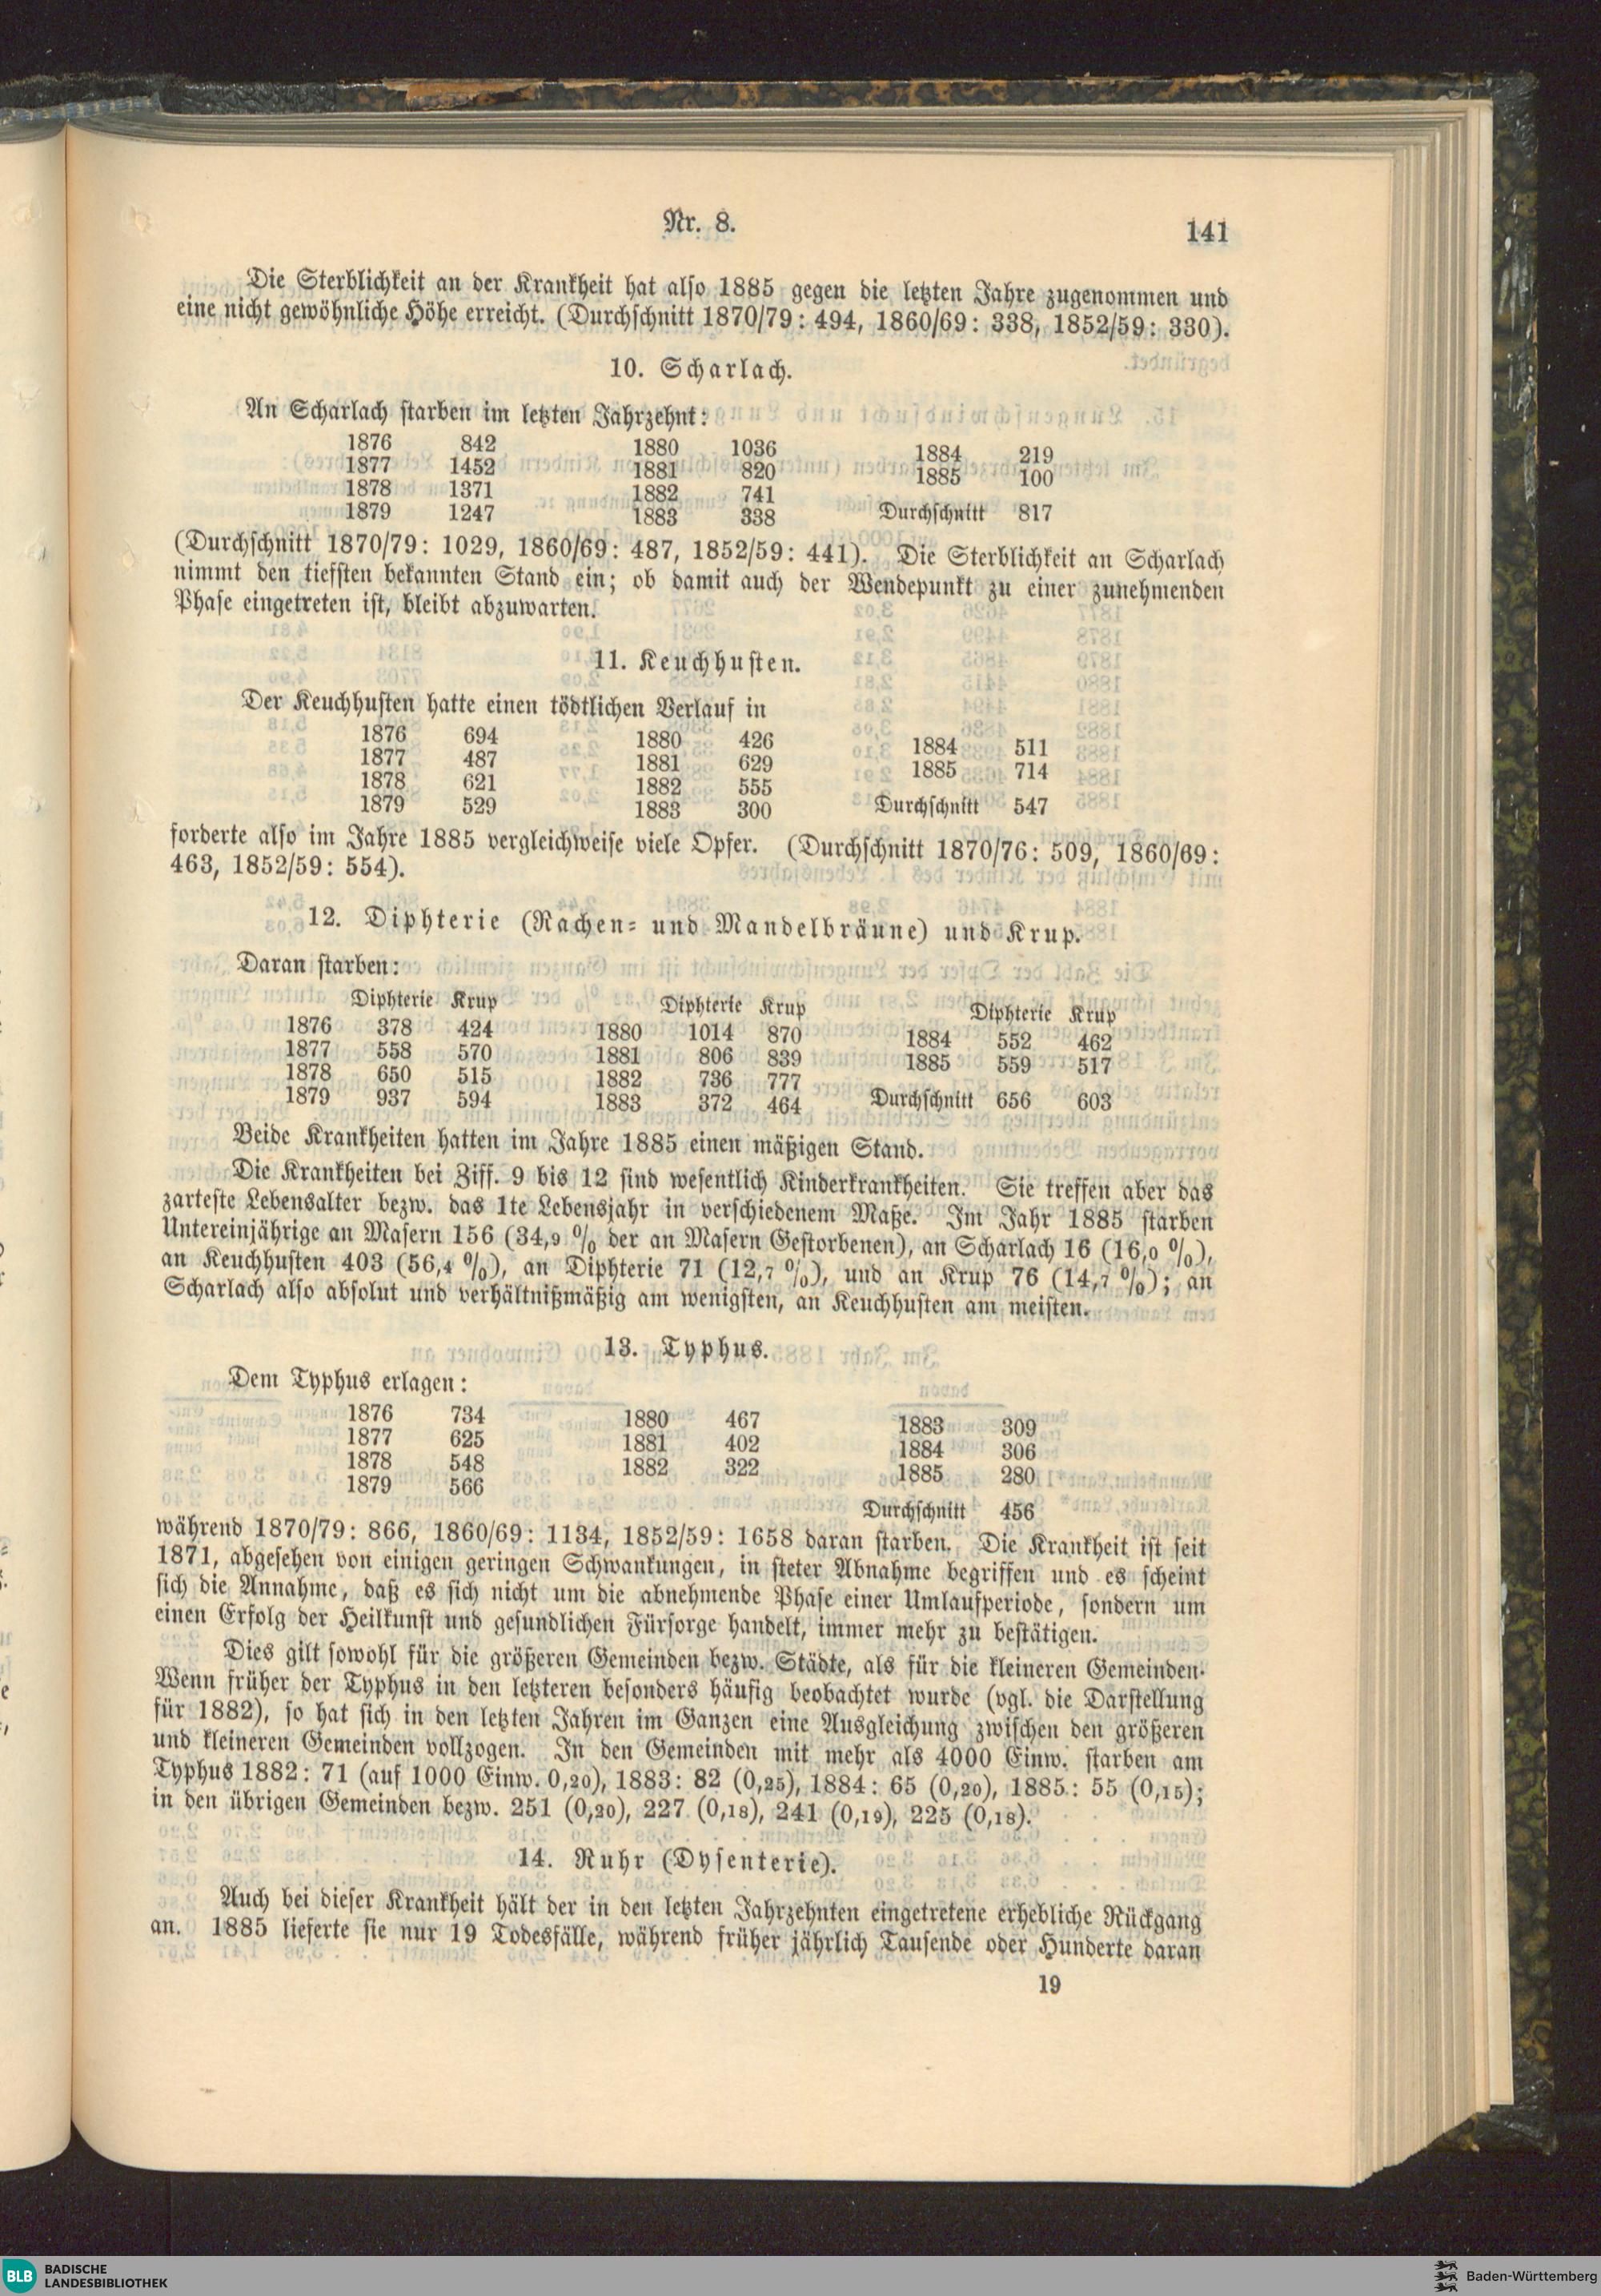 Nr. 8.
141
Die Sterblichkeit an der Krankheit hat also 1885 gegen die letzten Jahre zugenommen und
eine nicht gewöhnliche Höhe erreicht. (Durchschnitt 1870/79: 494, 1860/69: 338, 1852/59: 330).
10. Scharlach.
An Scharlach starben im letzten Jahrzehnt:
1876 842 1880 1036 1884 219
1877 1452 1881 820 1885 100
1878 1371 1882 741
1879 1247 1883 338 Durchschnitt 817
(Durchschnitt 1870/79: 1029, 1860/69: 487, 1852/59: 441). Die Sterblichkeit an Scharlach
nimmt den tiefsten bekannten Stand ein; ob damit auch der Wendepunkt zu einer zunehmenden
Phase eingetreten ist, bleibt abzuwarten.
11. Keuchhusten.
Der Keuchhusten hatte einen tödtlichen Verlauf in
1876 694 1880 426 1884 511
1877 487 1881 629 1885 714
1878 621 1882 555
1879 529 1883 300 Durchschnitt 547
forderte also im Jahre 1885 vergleichweise viele Opfer. (Durchschnitt 1870/76: 509, 1860/69:
463, 1852/59: 554).
12. Diphterie (Rachen- und Mandelbräune) und Krup.
Daran starben:
Diphterie Krup Diphterie Krup Diphterie Krup
1876 378 424 1880 1014 870 1884 552 462
1877 558 570 1881 806 839 1885 559 517
1878 650 515 1882 736 777
1879 937 594 1883 372 464 Durchschnitt 656 603
Beide Krankheiten hatten im Jahre 1885 einen mäßigen Stand.
Die Krankheiten bei Ziff. 9 bis 12 sind wesentlich Kinderkrankheiten. Sie treffen aber das
zarteste Lebensalter bezw. das 1te Lebensjahr in verschiedenem Maße. Im Jahr 1885 starben
Untereinjährige an Masern 156 (34,9 % der an Masern Gestorbenen), an Scharlach 16 (16,0 %),
an Keuchhusten 403 (56,4 %), an Diphterie 71 (12,7 %), und an Krup 76 (14,7 %); an
Scharlach also absolut und verhältnißmäßig am wenigsten, an Keuchhusten am meisten.
13. Typhus.
Dem Typhus erlagen:
1876 734 1880 467 1883 309
1877 625 1881 402 1884 306
1878 548 1882 322 1885 280
1879 566
Durchschnitt 456
während 1870/79: 866, 1860/69: 1134, 1852/59: 1658 daran starben. Die Krankheit ist seit
1871, abgesehen von einigen geringen Schwankungen, in steter Abnahme begriffen und es scheint
sich die Annahme, daß es sich nicht um die abnehmende Phase einer Umlaufsperiode, sondern um
einen Erfolg der Heilkunst und gesundlichen Fürsorge handelt, immer mehr zu bestätigen.
Dies gilt sowohl für die größeren Gemeinden bezw. Städte, als für die kleineren Gemeinden.
Wenn früher der Typhus in den letzteren besonders häufig beobachtet wurde (vgl. die Darstellung
für 1882), so hat sich in den letzten Jahren im Ganzen eine Ausgleichung zwischen den größeren
und kleineren Gemeinden vollzogen. In den Gemeinden mit mehr als 4000 Einw. starben am
Typhus 1882: 71 (auf 1000 Einw. 0,20), 1883: 82 (0,25), 1884: 65 (0,20), 1885: 55 (0,15);
in den übrigen Gemeinden bezw. 251 (0,20), 227 (0,18), 241 (0,19), 225 (0,18).
14. Ruhr (Dysenterie).
Auch bei dieser Krankheit hält der in den letzten Jahrzehnten eingetretene erhebliche Rückgang
an. 1885 lieferte sie nur 19 Todesfälle, während früher jährlich Tausende oder Hunderte daran
19
BLB BADISCHE
LANDESBIBLIOTHEK
Baden-Württemberg